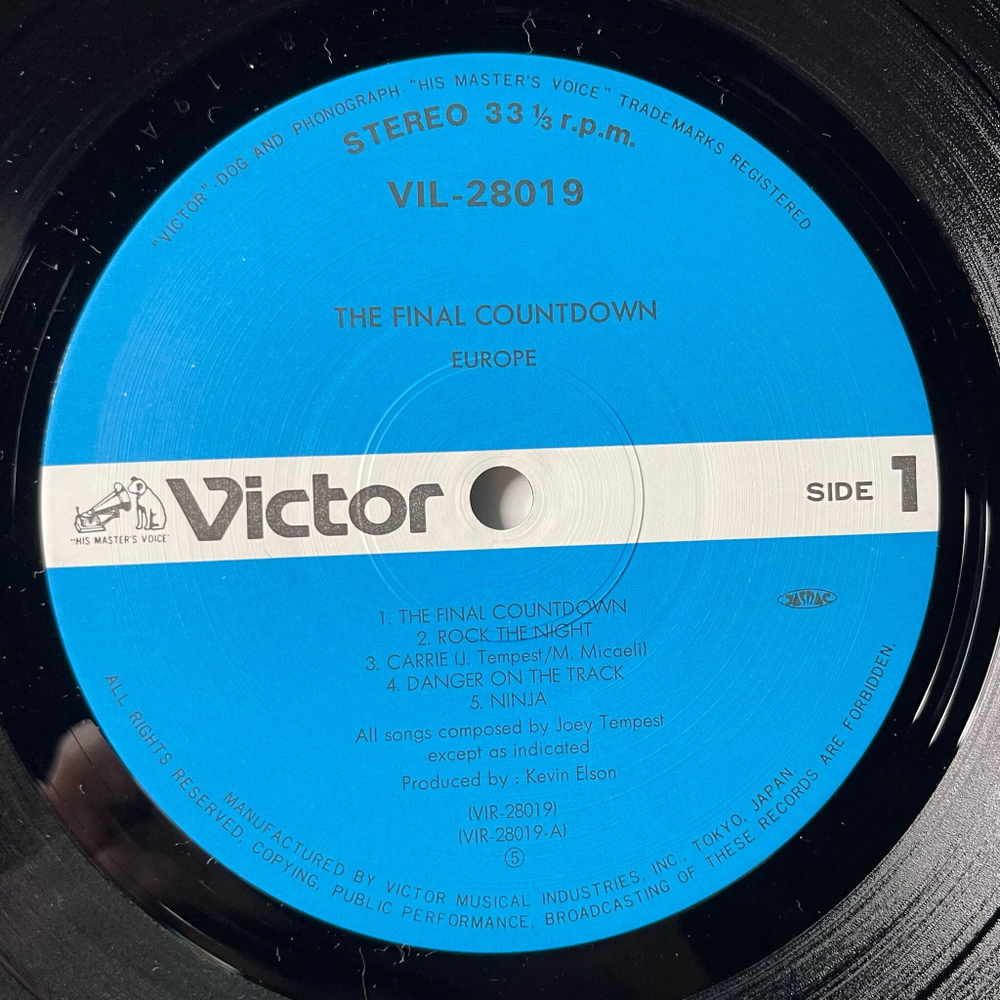 "VICTOR"·DOG AND PHONOGRAPH·"HIS MASTER'S VOICE" TRADEMARKS REGISTERED
STEREO 33 ⅓ r.p.m.
VIL-28019
THE FINAL COUNTDOWN
EUROPE
Victor
"HIS MASTER'S VOICE"
SIDE 1
JASRAC
1. THE FINAL COUNTDOWN
2. ROCK THE NIGHT
3. CARRIE (J. Tempest/M. Micaeli)
4. DANGER ON THE TRACK
5. NINJA
All songs composed by Joey Tempest
except as indicated
Produced by : Kevin Elson
(VIR-28019)
(VIR-28019-A)
⑤
MANUFACTURED BY VICTOR MUSICAL INDUSTRIES, INC., TOKYO, JAPAN.
ALL RIGHTS RESERVED, COPYING, PUBLIC PERFORMANCE, BROADCASTING OF THESE RECORDS ARE FORBIDDEN.